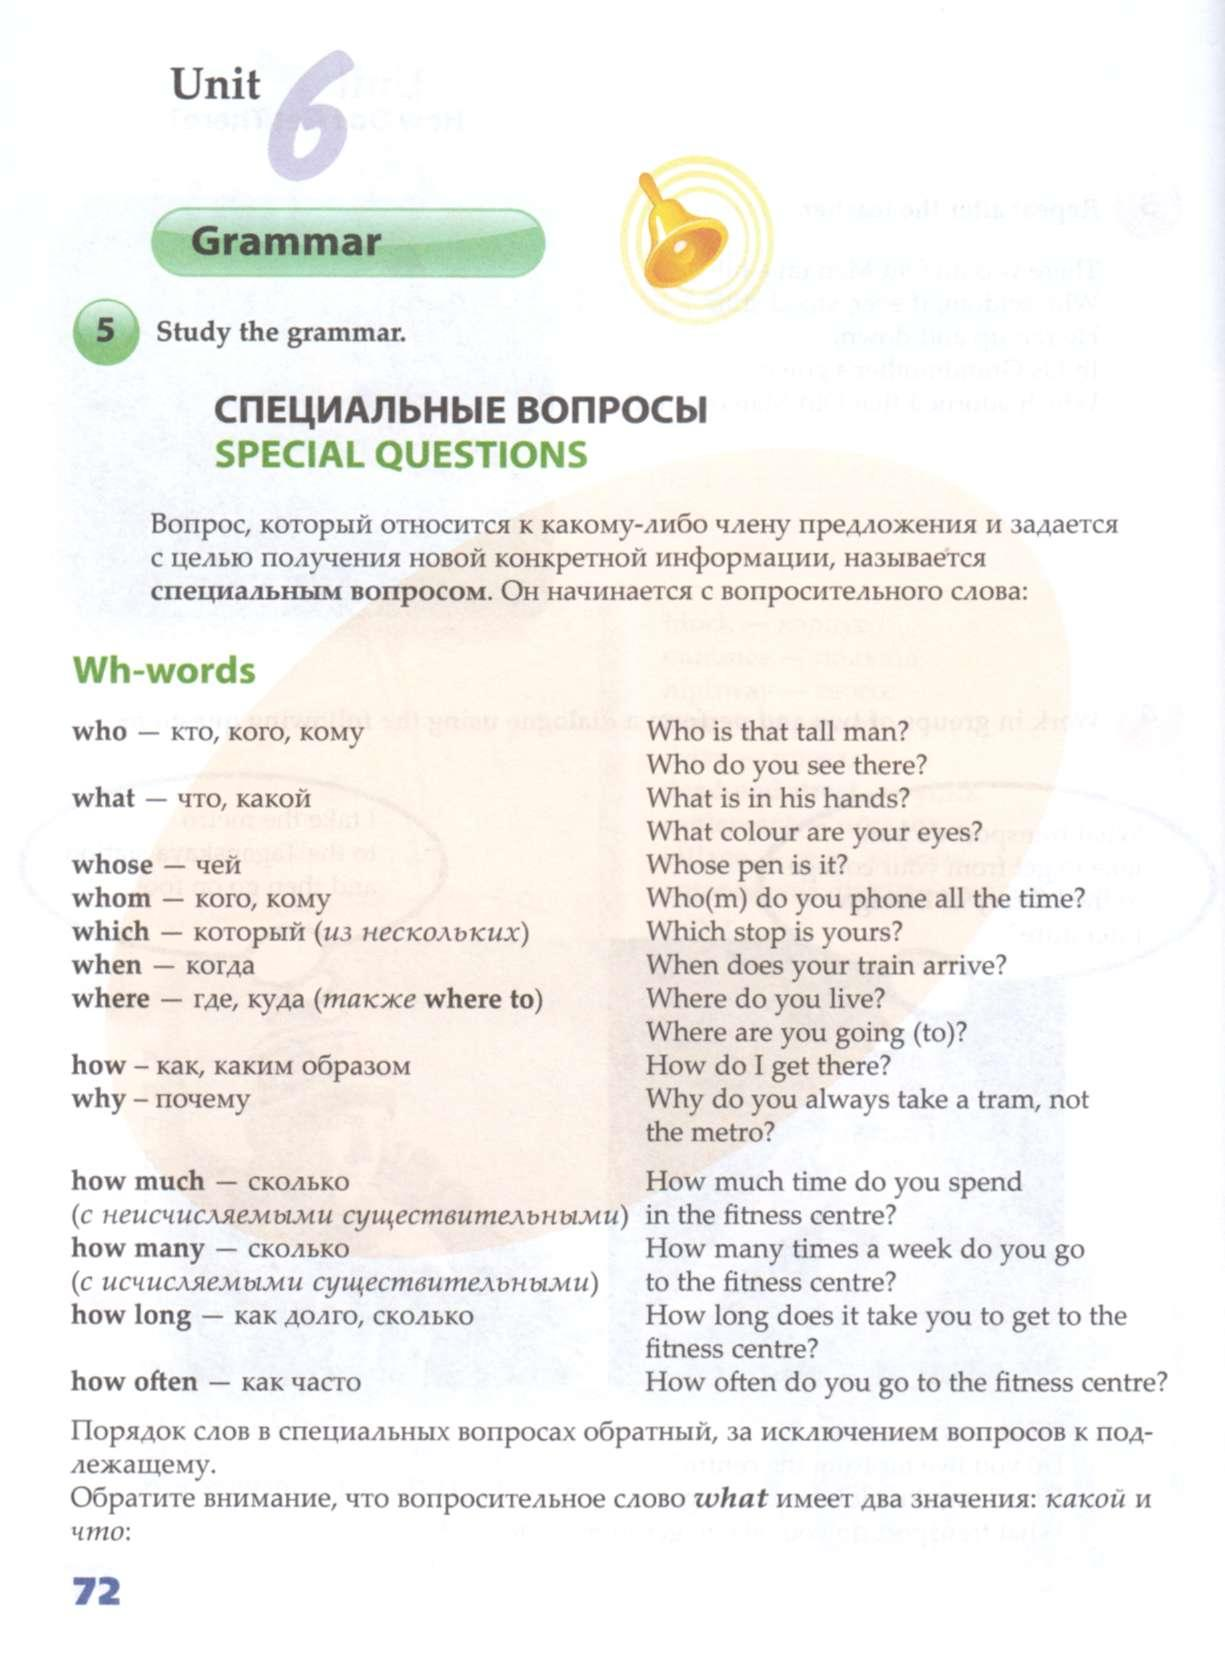 Unit 6
Grammar
5 Study the grammar.
СПЕЦИАЛЬНЫЕ ВОПРОСЫ
SPECIAL QUESTIONS
Вопрос, который относится к какому-либо члену предложения и задается
с целью получения новой конкретной информации, называется
специальным вопросом. Он начинается с вопросительного слова:
Wh-words
who — кто, кого, кому Who is that tall man?
Who do you see there?
what — что, какой What is in his hands?
What colour are your eyes?
whose — чей Whose pen is it?
whom — кого, кому Who(m) do you phone all the time?
which — который (из нескольких) Which stop is yours?
when — когда When does your train arrive?
where — где, куда (также where to) Where do you live?
Where are you going (to)?
how – как, каким образом How do I get there?
why – почему Why do you always take a tram, not
the metro?
how much — сколько How much time do you spend
(с неисчисляемыми существительными) in the fitness centre?
how many — сколько How many times a week do you go
(с исчисляемыми существительными) to the fitness centre?
how long — как долго, сколько How long does it take you to get to the
fitness centre?
how often — как часто How often do you go to the fitness centre?
Порядок слов в специальных вопросах обратный, за исключением вопросов к под-
лежащему.
Обратите внимание, что вопросительное слово what имеет два значения: какой и
что:
72